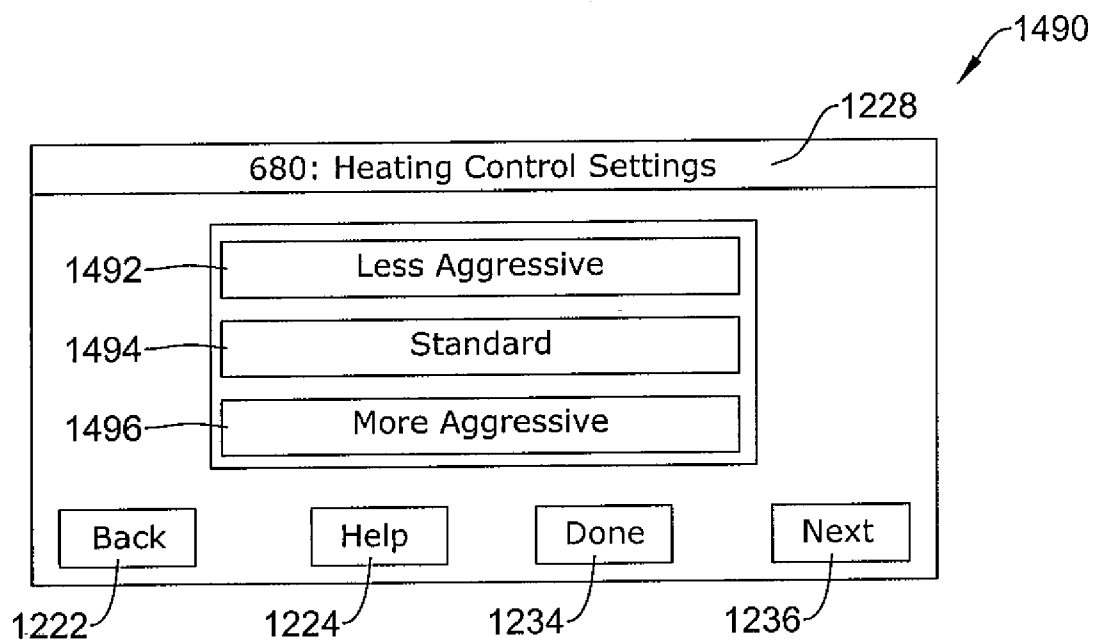 1490
1228
680: Heating Control Settings
1492 Less Aggressive
1494 Standard
1496 More Aggressive
Back Help Done Next
1222 1224 1234 1236